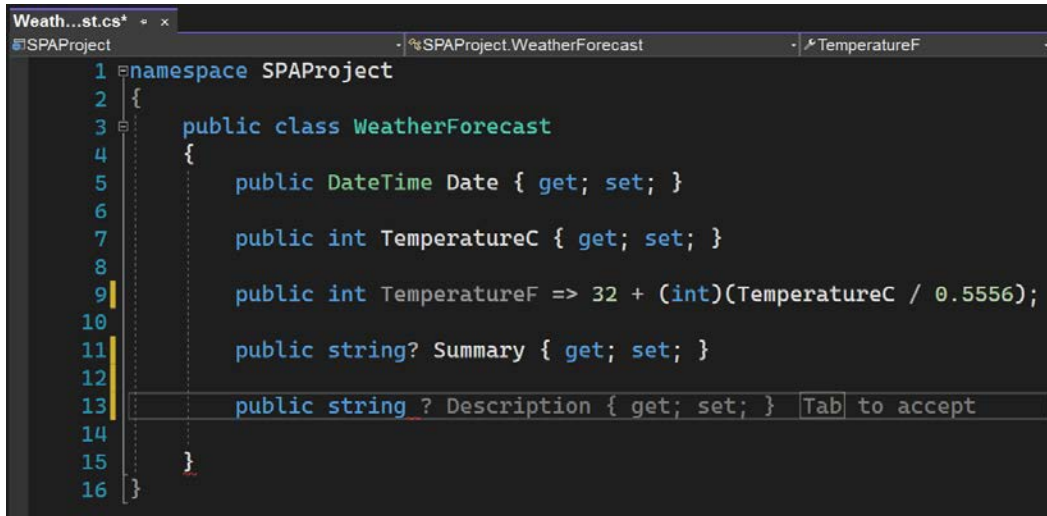 Weath...st.cs*
SPAProject SPAProject.WeatherForecast TemperatureF
1 namespace SPAProject
2 {
3 public class WeatherForecast
4 {
5 public DateTime Date { get; set; }
6
7 public int TemperatureC { get; set; }
8
9 public int TemperatureF => 32 + (int)(TemperatureC / 0.5556);
10
11 public string? Summary { get; set; }
12
13 public string ? Description { get; set; } Tab to accept
14
15 }
16 }